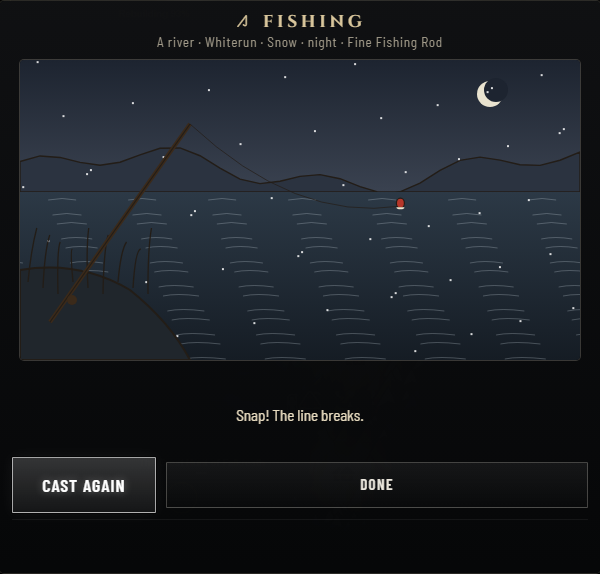 FISHING
A river · Whiterun · Snow · night · Fine Fishing Rod
Snap! The line breaks.
CAST AGAIN
DONE